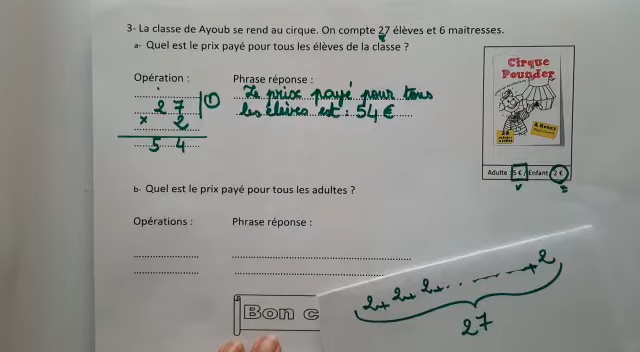 3- La classe de Ayoub se rend au cirque. On compte 27 élèves et 6 maitresses.
a- Quel est le prix payé pour tous les élèves de la classe ?
Opération :
Phrase réponse :
27
× 2
54
1
Le prix payé pour tous
les élèves est : 54 €
Cirque
Pounder
Adulte : 5 € / Enfant : 2 €
b- Quel est le prix payé pour tous les adultes ?
Opérations :
Phrase réponse :
2+2+2+.......+2
27
Bon c